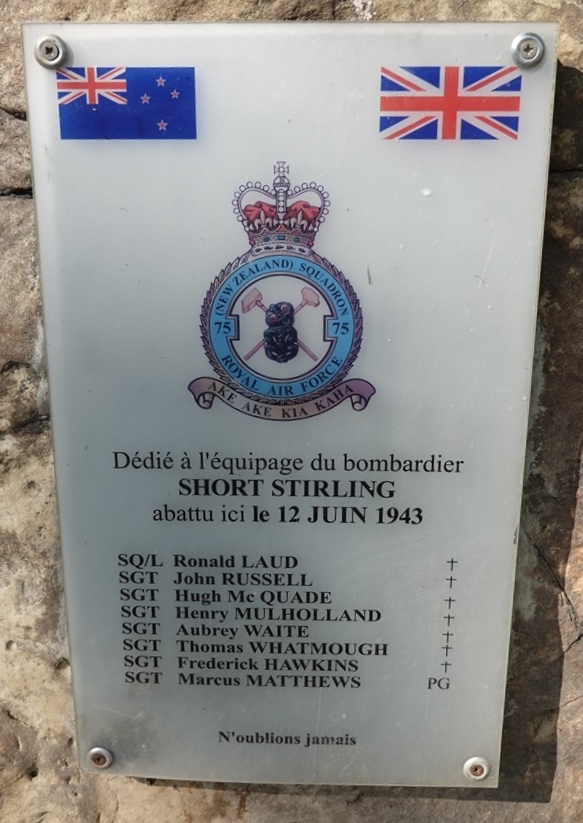 (NEW ZEALAND) SQUADRON
75 75
ROYAL AIR FORCE
AKE AKE KIA KAHA
Dédié à l'équipage du bombardier
SHORT STIRLING
abattu ici le 12 JUIN 1943
SQ/L Ronald LAUD †
SGT John RUSSELL †
SGT Hugh Mc QUADE †
SGT Henry MULHOLLAND †
SGT Aubrey WAITE †
SGT Thomas WHATMOUGH †
SGT Frederick HAWKINS †
SGT Marcus MATTHEWS PG
N'oublions jamais